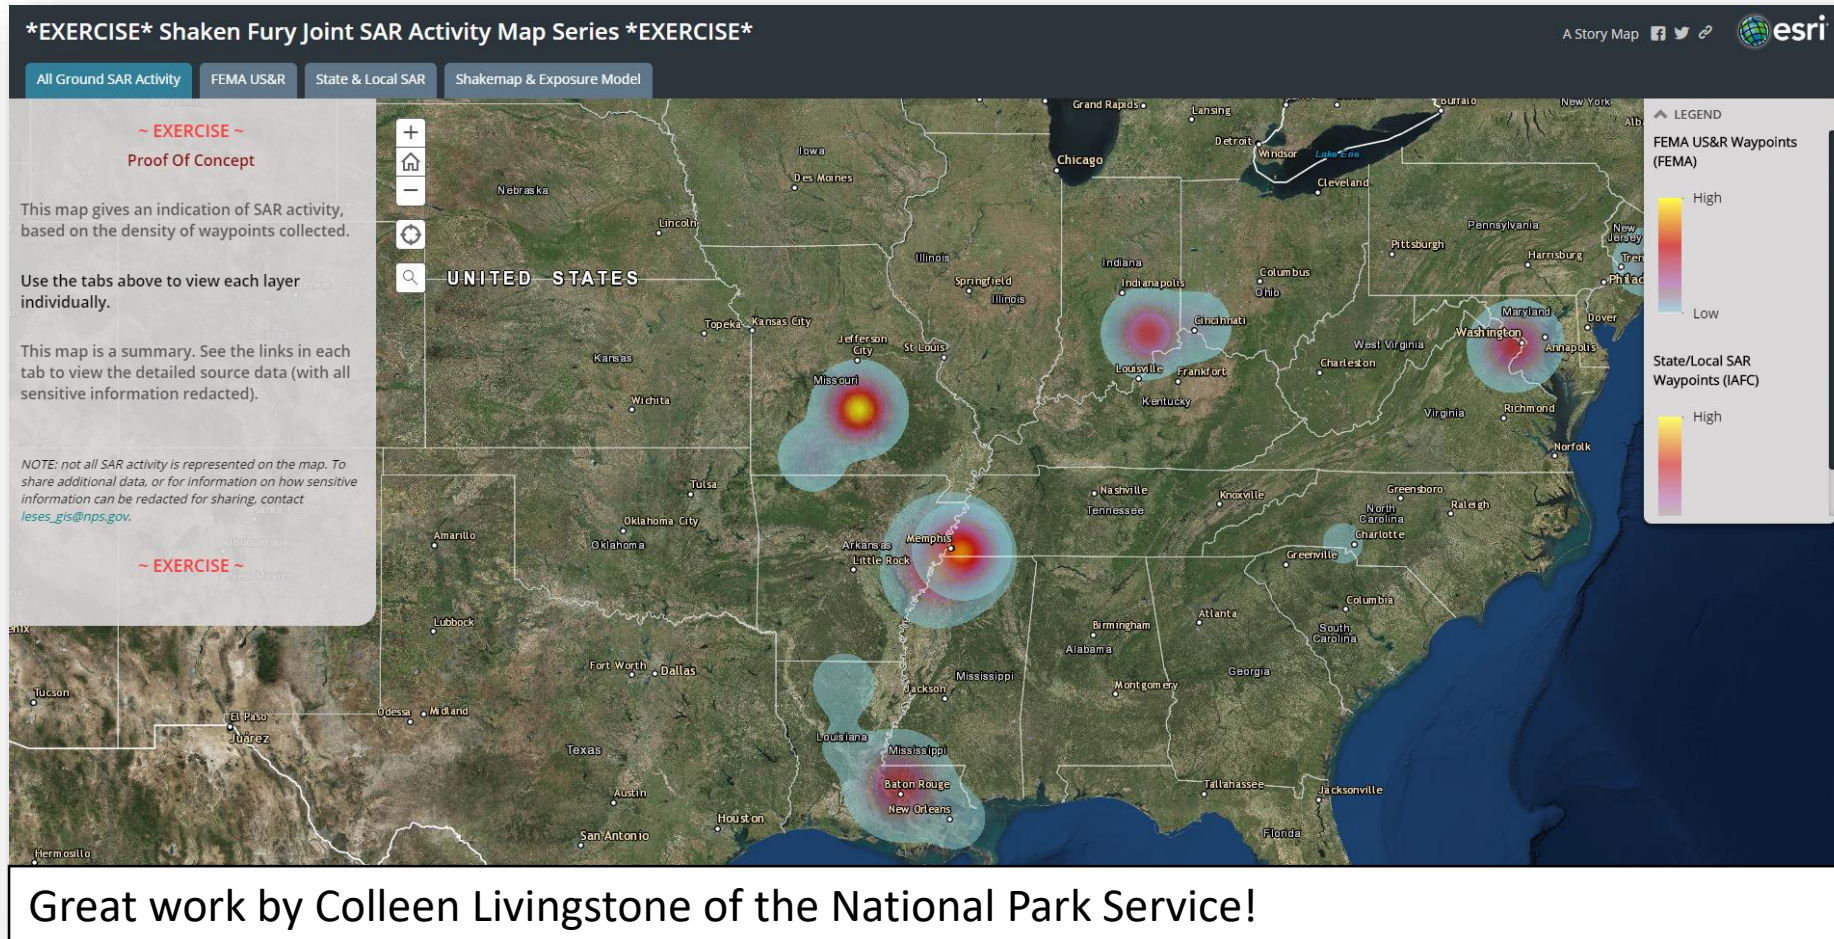 *EXERCISE* Shaken Fury Joint SAR Activity Map Series *EXERCISE*
A Story Map
esri
All Ground SAR Activity
FEMA US&R
State & Local SAR
Shakemap & Exposure Model
~ EXERCISE ~
Proof Of Concept
This map gives an indication of SAR activity,
based on the density of waypoints collected.
Use the tabs above to view each layer
individually.
This map is a summary. See the links in each
tab to view the detailed source data (with all
sensitive information redacted).
NOTE: not all SAR activity is represented on the map. To
share additional data, or for information on how sensitive
information can be redacted for sharing, contact
leses_gis@nps.gov.
~ EXERCISE ~
LEGEND
FEMA US&R Waypoints
(FEMA)
High
Low
State/Local SAR
Waypoints (IAFC)
High
Grand Rapids
Lansing
Buffalo
New York
Detroit
Windsor
Lake Erie
Chicago
Iowa
Des Moines
Cleveland
Nebraska
Lincoln
Pennsylvania
New
Jersey
Pittsburgh
Harrisburg
Illinois
Indiana
Columbus
Ohio
UNITED STATES
Springfield
Illinois
Indianapolis
Maryland
Dover
Topeka
Kansas City
Cincinnati
Washington
Annapolis
Jefferson
City
St Louis
West Virginia
Kansas
Charleston
Louisville
Frankfort
Missouri
Kentucky
Wichita
Virginia
Richmond
Norfolk
Tulsa
Nashville
Tennessee
Knoxville
Greensboro
Raleigh
North
Carolina
Charlotte
Oklahoma City
Oklahoma
Amarillo
Arkansas
Little Rock
Memphis
Greenville
Columbia
South
Carolina
Atlanta
Birmingham
Alabama
Georgia
Lubbock
Fort Worth
Dallas
Mississippi
Jackson
Montgomery
Tucson
El Paso
Juárez
Odessa
Midland
Texas
Louisiana
Mississippi
Baton Rouge
New Orleans
Tallahassee
Jacksonville
Austin
Houston
San Antonio
Florida
Hermosillo
Great work by Colleen Livingstone of the National Park Service!